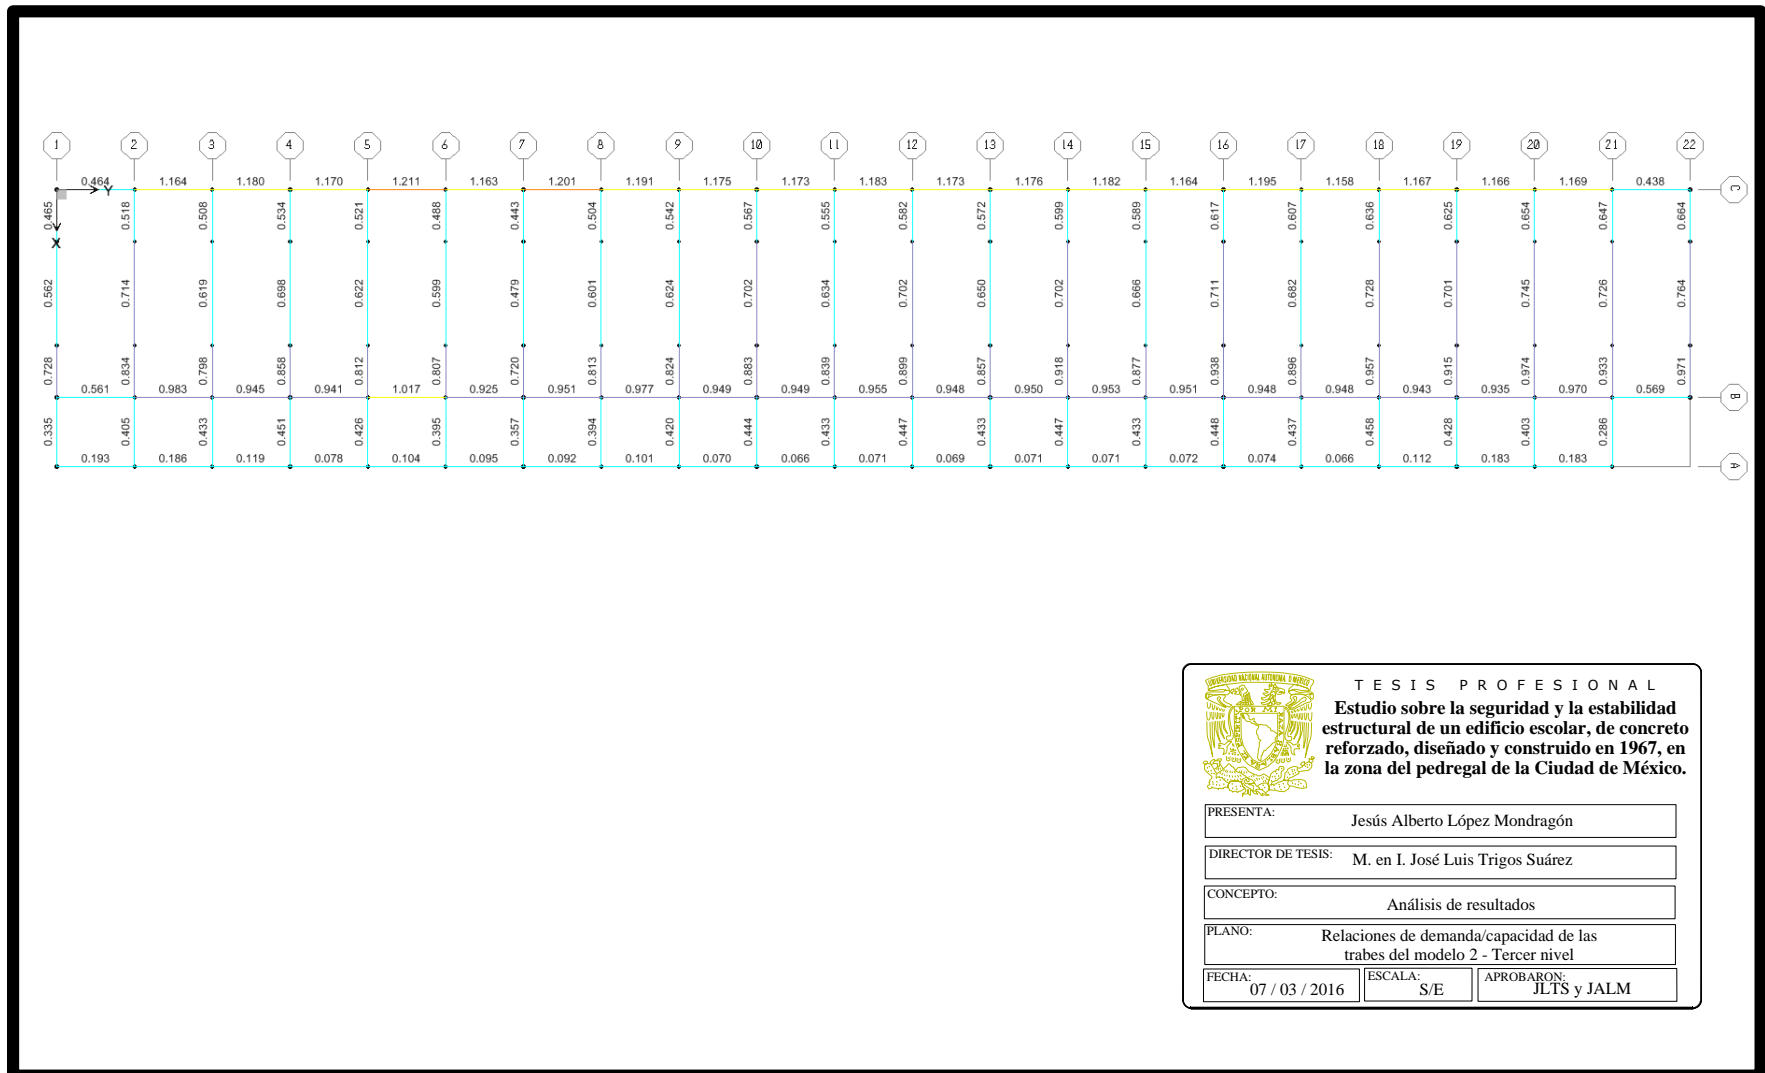 1 2 3 4 5 6 7 8 9 10 11 12 13 14 15 16 17 18 19 20 21 22
0.464 1.164 1.180 1.170 1.211 1.163 1.201 1.191 1.175 1.173 1.183 1.173 1.176 1.182 1.164 1.195 1.158 1.167 1.166 1.169 0.438
Y
C
0.465 0.518 0.508 0.534 0.521 0.488 0.443 0.504 0.542 0.567 0.555 0.582 0.572 0.599 0.589 0.617 0.607 0.636 0.625 0.654 0.647 0.664
X
0.562 0.714 0.619 0.698 0.622 0.599 0.479 0.601 0.624 0.702 0.634 0.702 0.650 0.702 0.666 0.711 0.682 0.728 0.701 0.745 0.726 0.764
0.728 0.834 0.798 0.858 0.812 0.807 0.720 0.813 0.824 0.883 0.839 0.899 0.857 0.918 0.877 0.938 0.896 0.957 0.915 0.974 0.933 0.971
0.561 0.983 0.945 0.941 1.017 0.925 0.951 0.977 0.949 0.949 0.955 0.948 0.950 0.953 0.951 0.948 0.948 0.943 0.935 0.970 0.569
B
0.335 0.405 0.433 0.451 0.426 0.395 0.357 0.394 0.420 0.444 0.433 0.447 0.433 0.447 0.433 0.448 0.437 0.458 0.428 0.403 0.286
0.193 0.186 0.119 0.078 0.104 0.095 0.092 0.101 0.070 0.066 0.071 0.069 0.071 0.071 0.072 0.074 0.066 0.112 0.183 0.183
A
TESIS PROFESIONAL
Estudio sobre la seguridad y la estabilidad
estructural de un edificio escolar, de concreto
reforzado, diseñado y construido en 1967, en
la zona del pedregal de la Ciudad de México.
PRESENTA: Jesús Alberto López Mondragón
DIRECTOR DE TESIS: M. en I. José Luis Trigos Suárez
CONCEPTO: Análisis de resultados
PLANO: Relaciones de demanda/capacidad de las
trabes del modelo 2 - Tercer nivel
FECHA: 07 / 03 / 2016
ESCALA: S/E
APROBARON: JLTS y JALM